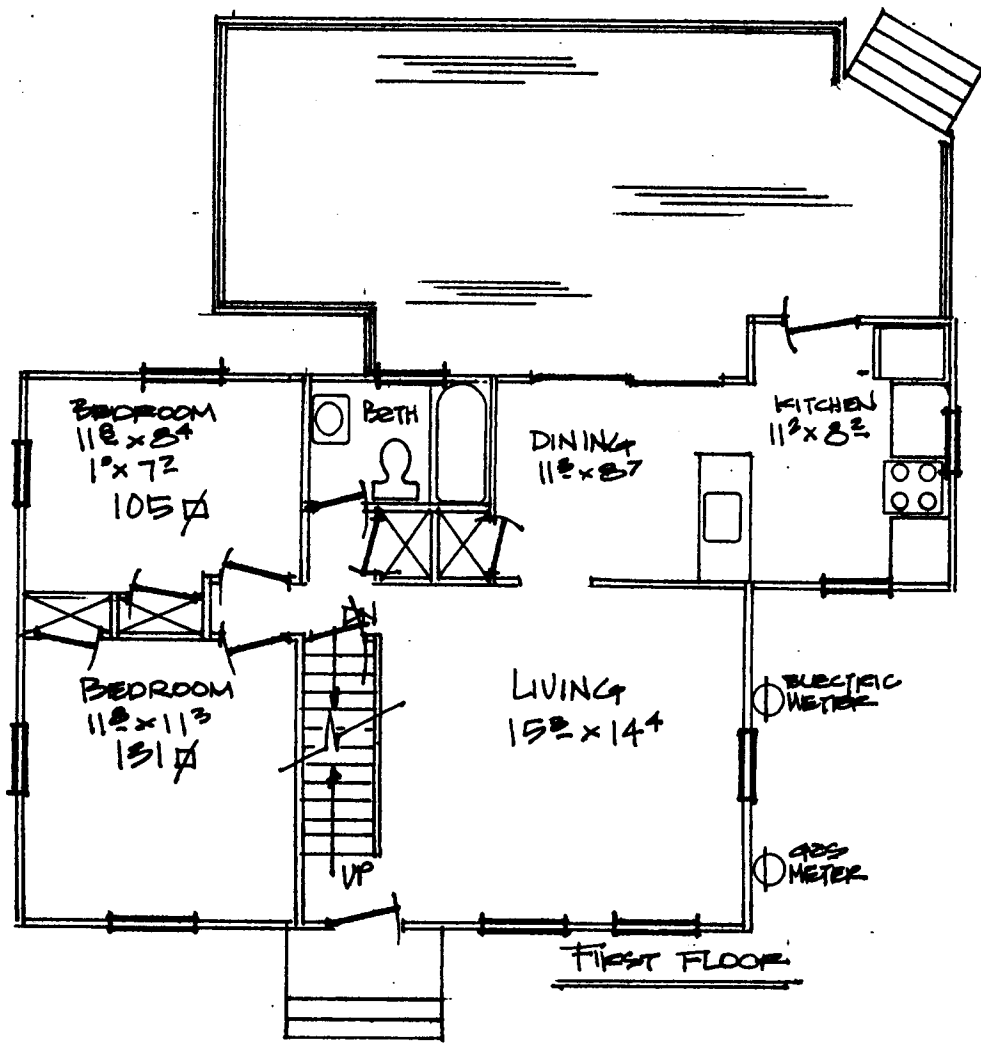 BEDROOM
11⁸ x 8⁴
1⁰ x 7²
105
BATH
DINING
11⁸ x 8⁷
KITCHEN
11² x 8²
DN
BEDROOM
11⁸ x 11³
131
LIVING
15⁸ x 14⁴
ELECTRIC
METER
GAS
METER
UP
FIRST FLOOR